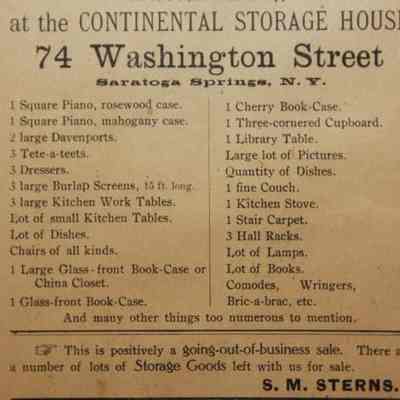 at the CONTINENTAL STORAGE HOUSE
74 Washington Street
Saratoga Springs, N. Y.
1 Square Piano, rosewood case.
1 Square Piano, mahogany case.
2 large Davenports.
3 Tete-a-teets.
3 Dressers.
3 large Burlap Screens, 15 ft. long.
3 large Kitchen Work Tables.
Lot of small Kitchen Tables.
Lot of Dishes.
Chairs of all kinds.
1 Large Glass-front Book-Case or
China Closet.
1 Glass-front Book-Case.
1 Cherry Book-Case.
1 Three-cornered Cupboard.
1 Library Table.
Large lot of Pictures.
Quantity of Dishes.
1 fine Couch.
1 Kitchen Stove.
1 Stair Carpet.
3 Hall Racks.
Lot of Lamps.
Lot of Books.
Comodes, Wringers,
Bric-a-brac, etc.
And many other things too numerous to mention.
☞ This is positively a going-out-of-business sale. There a
a number of lots of Storage Goods left with us for sale.
S. M. STERNS.